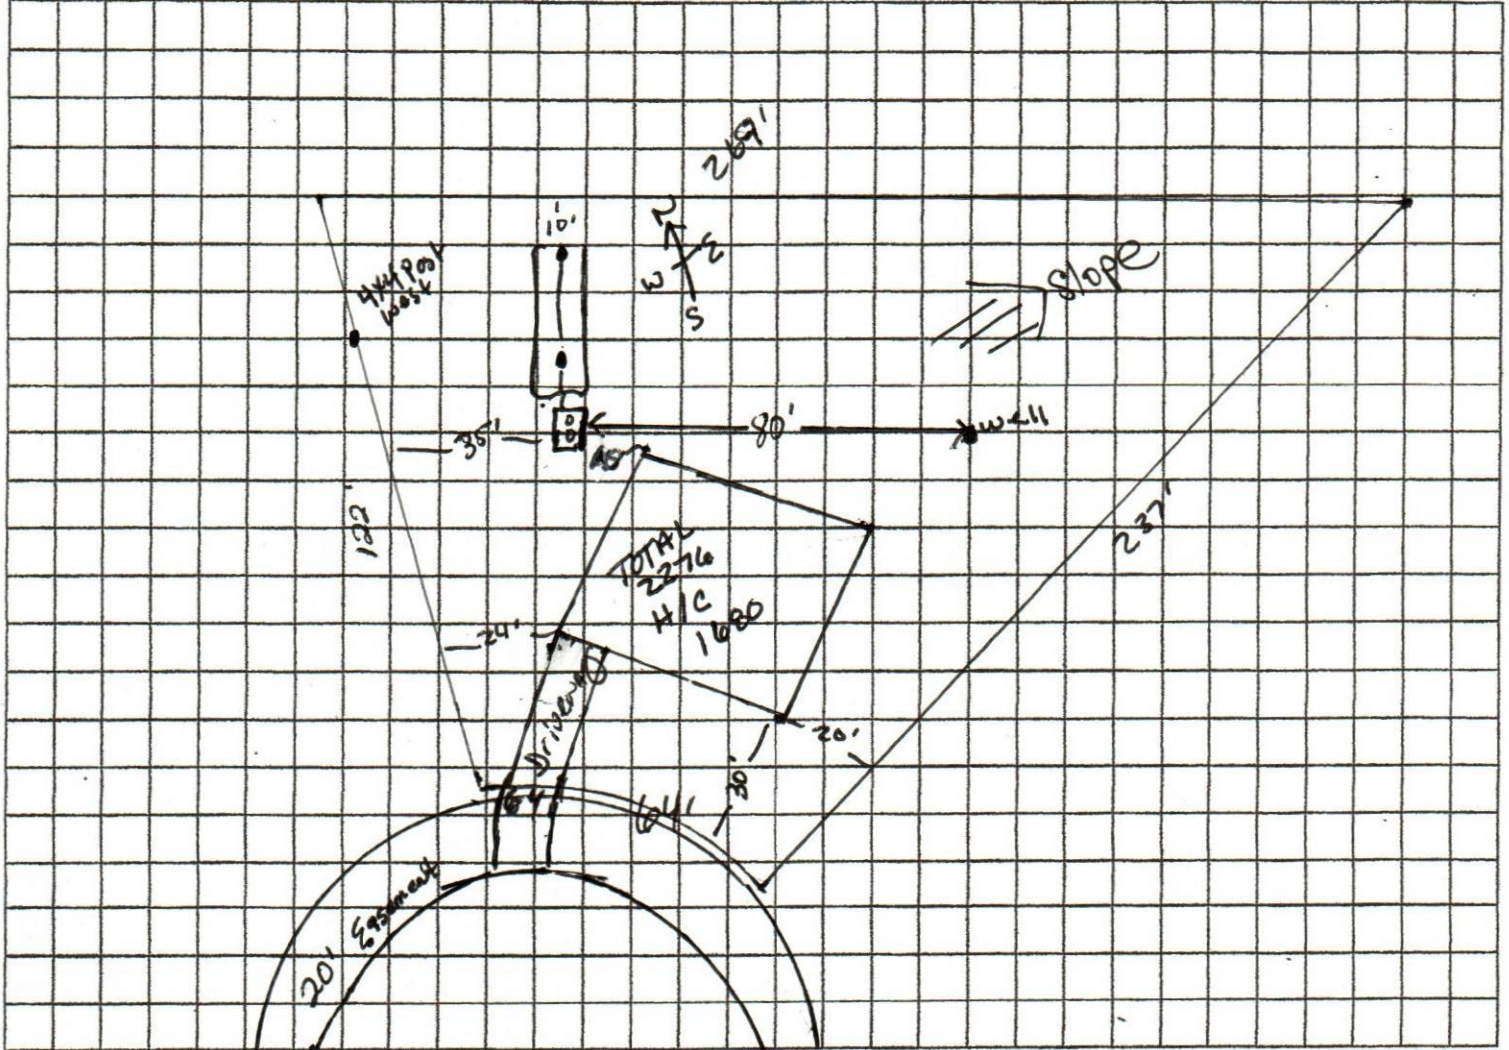 269'
10'
N
E
W
S
4x4 Post
West
Slope
35'
80'
well
122'
TOTAL
2276
H/C
1680
237'
24'
Driveway
20'
30'
64'
20' Easement